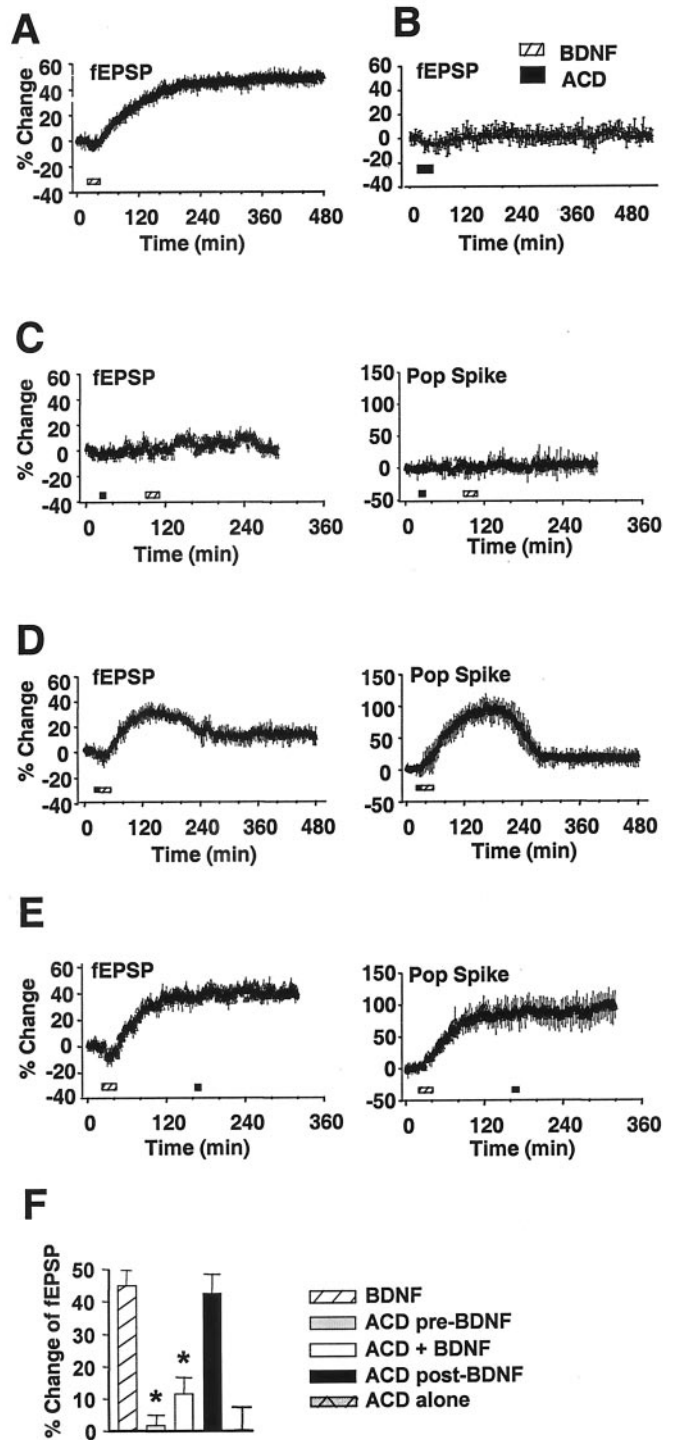 A
fEPSP
% Change
60
40
20
0
-20
-40
0 120 240 360 480
Time (min)
B
BDNF
ACD
fEPSP
60
40
20
0
-20
-40
0 120 240 360 480
Time (min)
C
fEPSP
% Change
60
40
20
0
-20
-40
0 120 240 360
Time (min)
Pop Spike
150
100
50
0
-50
0 120 240 360
Time (min)
D
fEPSP
% Change
60
40
20
0
-20
-40
0 120 240 360 480
Time (min)
Pop Spike
150
100
50
0
-50
0 120 240 360 480
Time (min)
E
fEPSP
% Change
60
40
20
0
-20
-40
0 120 240 360
Time (min)
Pop Spike
150
100
50
0
-50
0 120 240 360
Time (min)
F
% Change of fEPSP
50
40
30
20
10
0
* *
BDNF
ACD pre-BDNF
ACD + BDNF
ACD post-BDNF
ACD alone